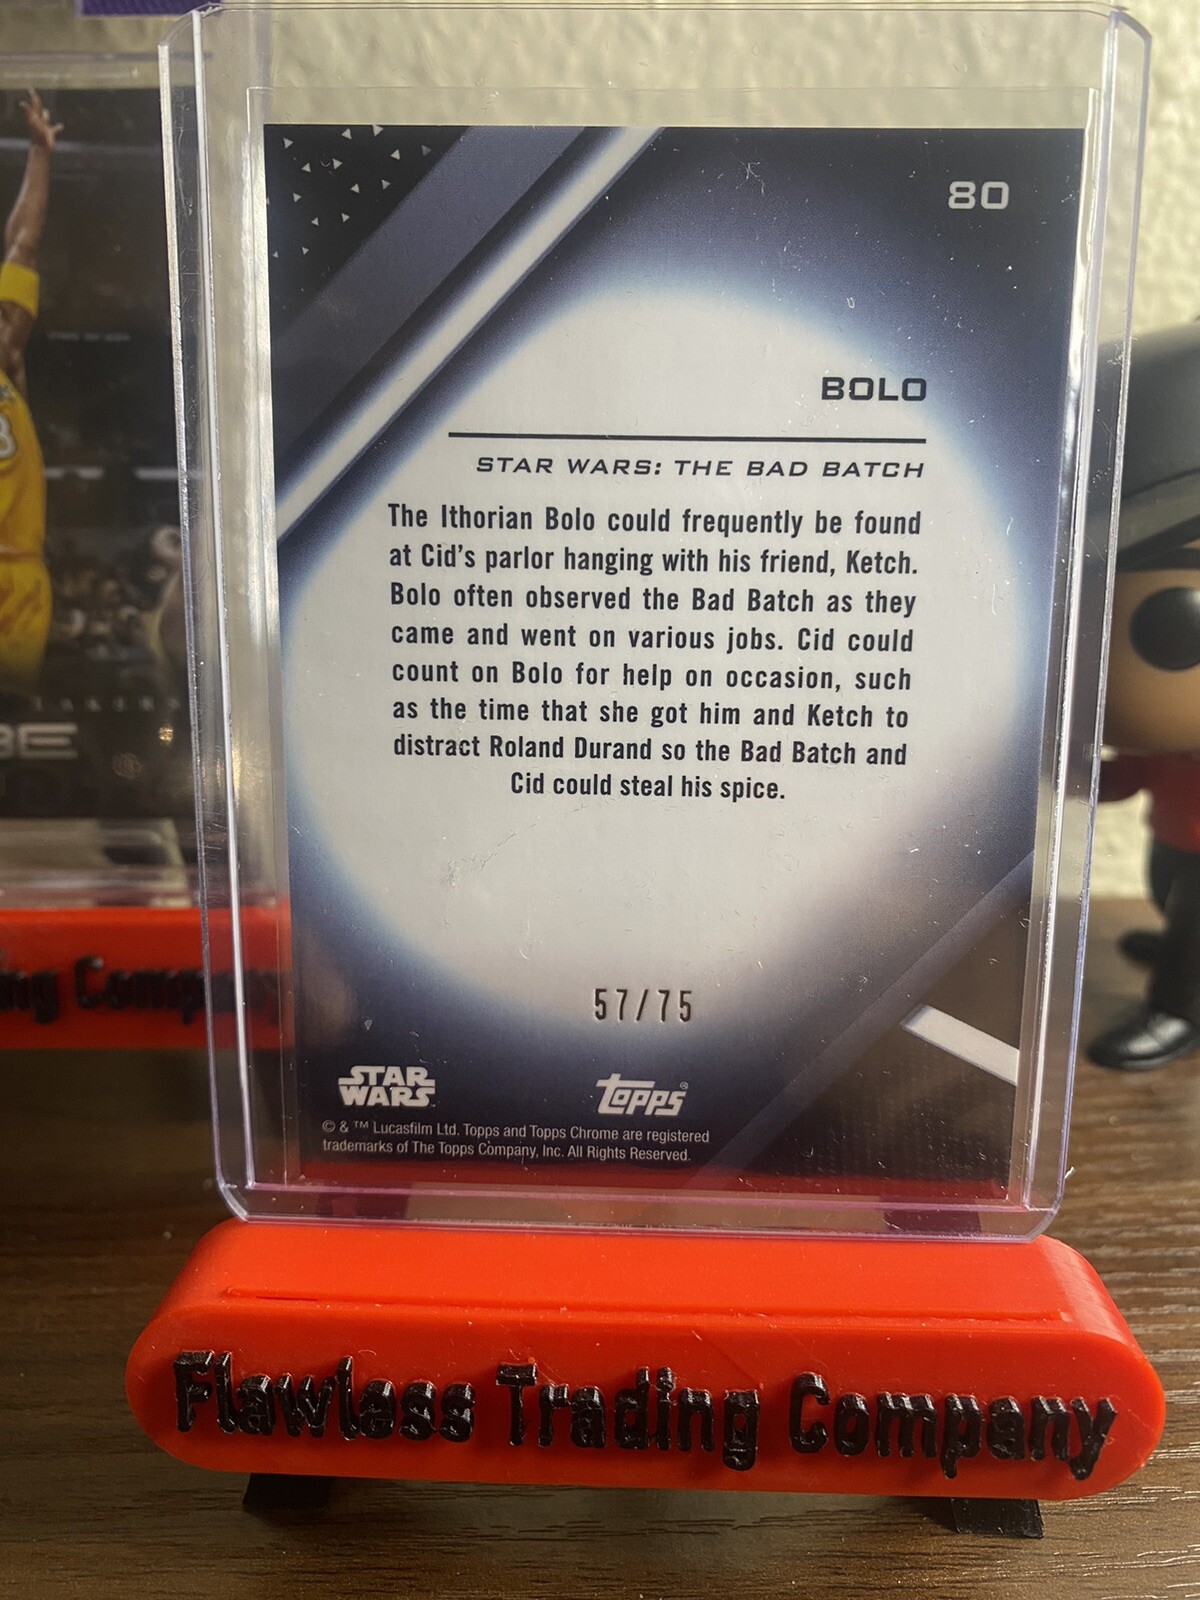 80
BOLO
STAR WARS: THE BAD BATCH
The Ithorian Bolo could frequently be found
at Cid's parlor hanging with his friend, Ketch.
Bolo often observed the Bad Batch as they
came and went on various jobs. Cid could
count on Bolo for help on occasion, such
as the time that she got him and Ketch to
distract Roland Durand so the Bad Batch and
Cid could steal his spice.
57/75
STAR
WARS
topps®
© & ™ Lucasfilm Ltd. Topps and Topps Chrome are registered
trademarks of The Topps Company, Inc. All Rights Reserved.
Flawless Trading Company
8
BE
ing Company